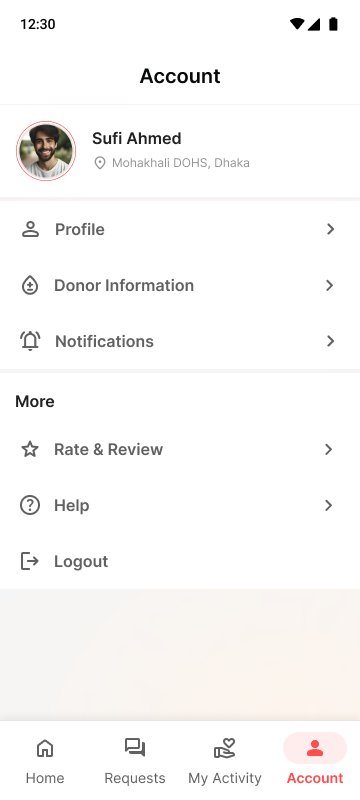 12:30
Account
Sufi Ahmed
Mohakhali DOHS, Dhaka
Profile
Donor Information
Notifications
More
Rate & Review
Help
Logout
Home Requests My Activity Account